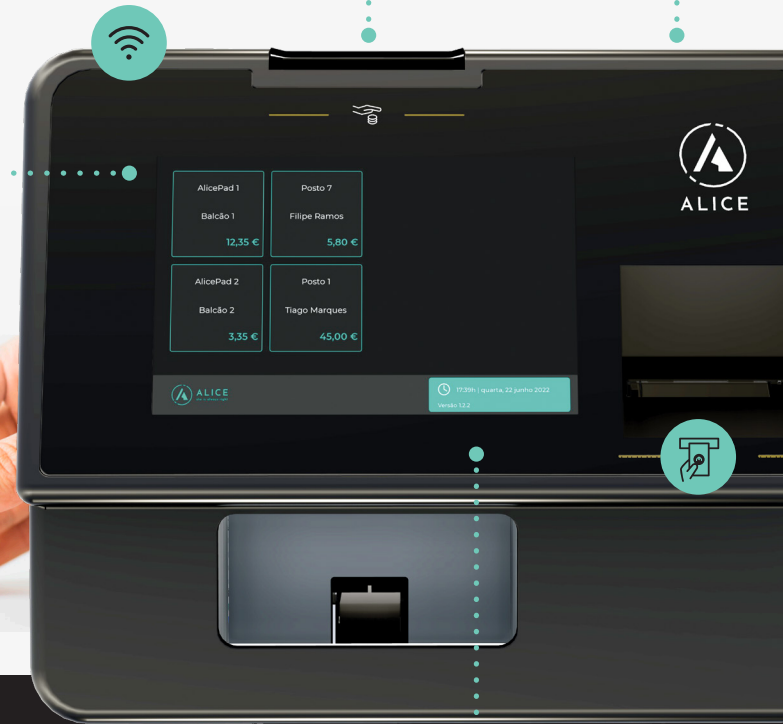 ALICE
AlicePad 1
Balcão 1
12,35 €
Posto 7
Filipe Ramos
5,80 €
AlicePad 2
Balcão 2
3,35 €
Posto 1
Tiago Marques
45,00 €
ALICE
17:39h | quarta, 22 junho 2022
Versão 1.2.2